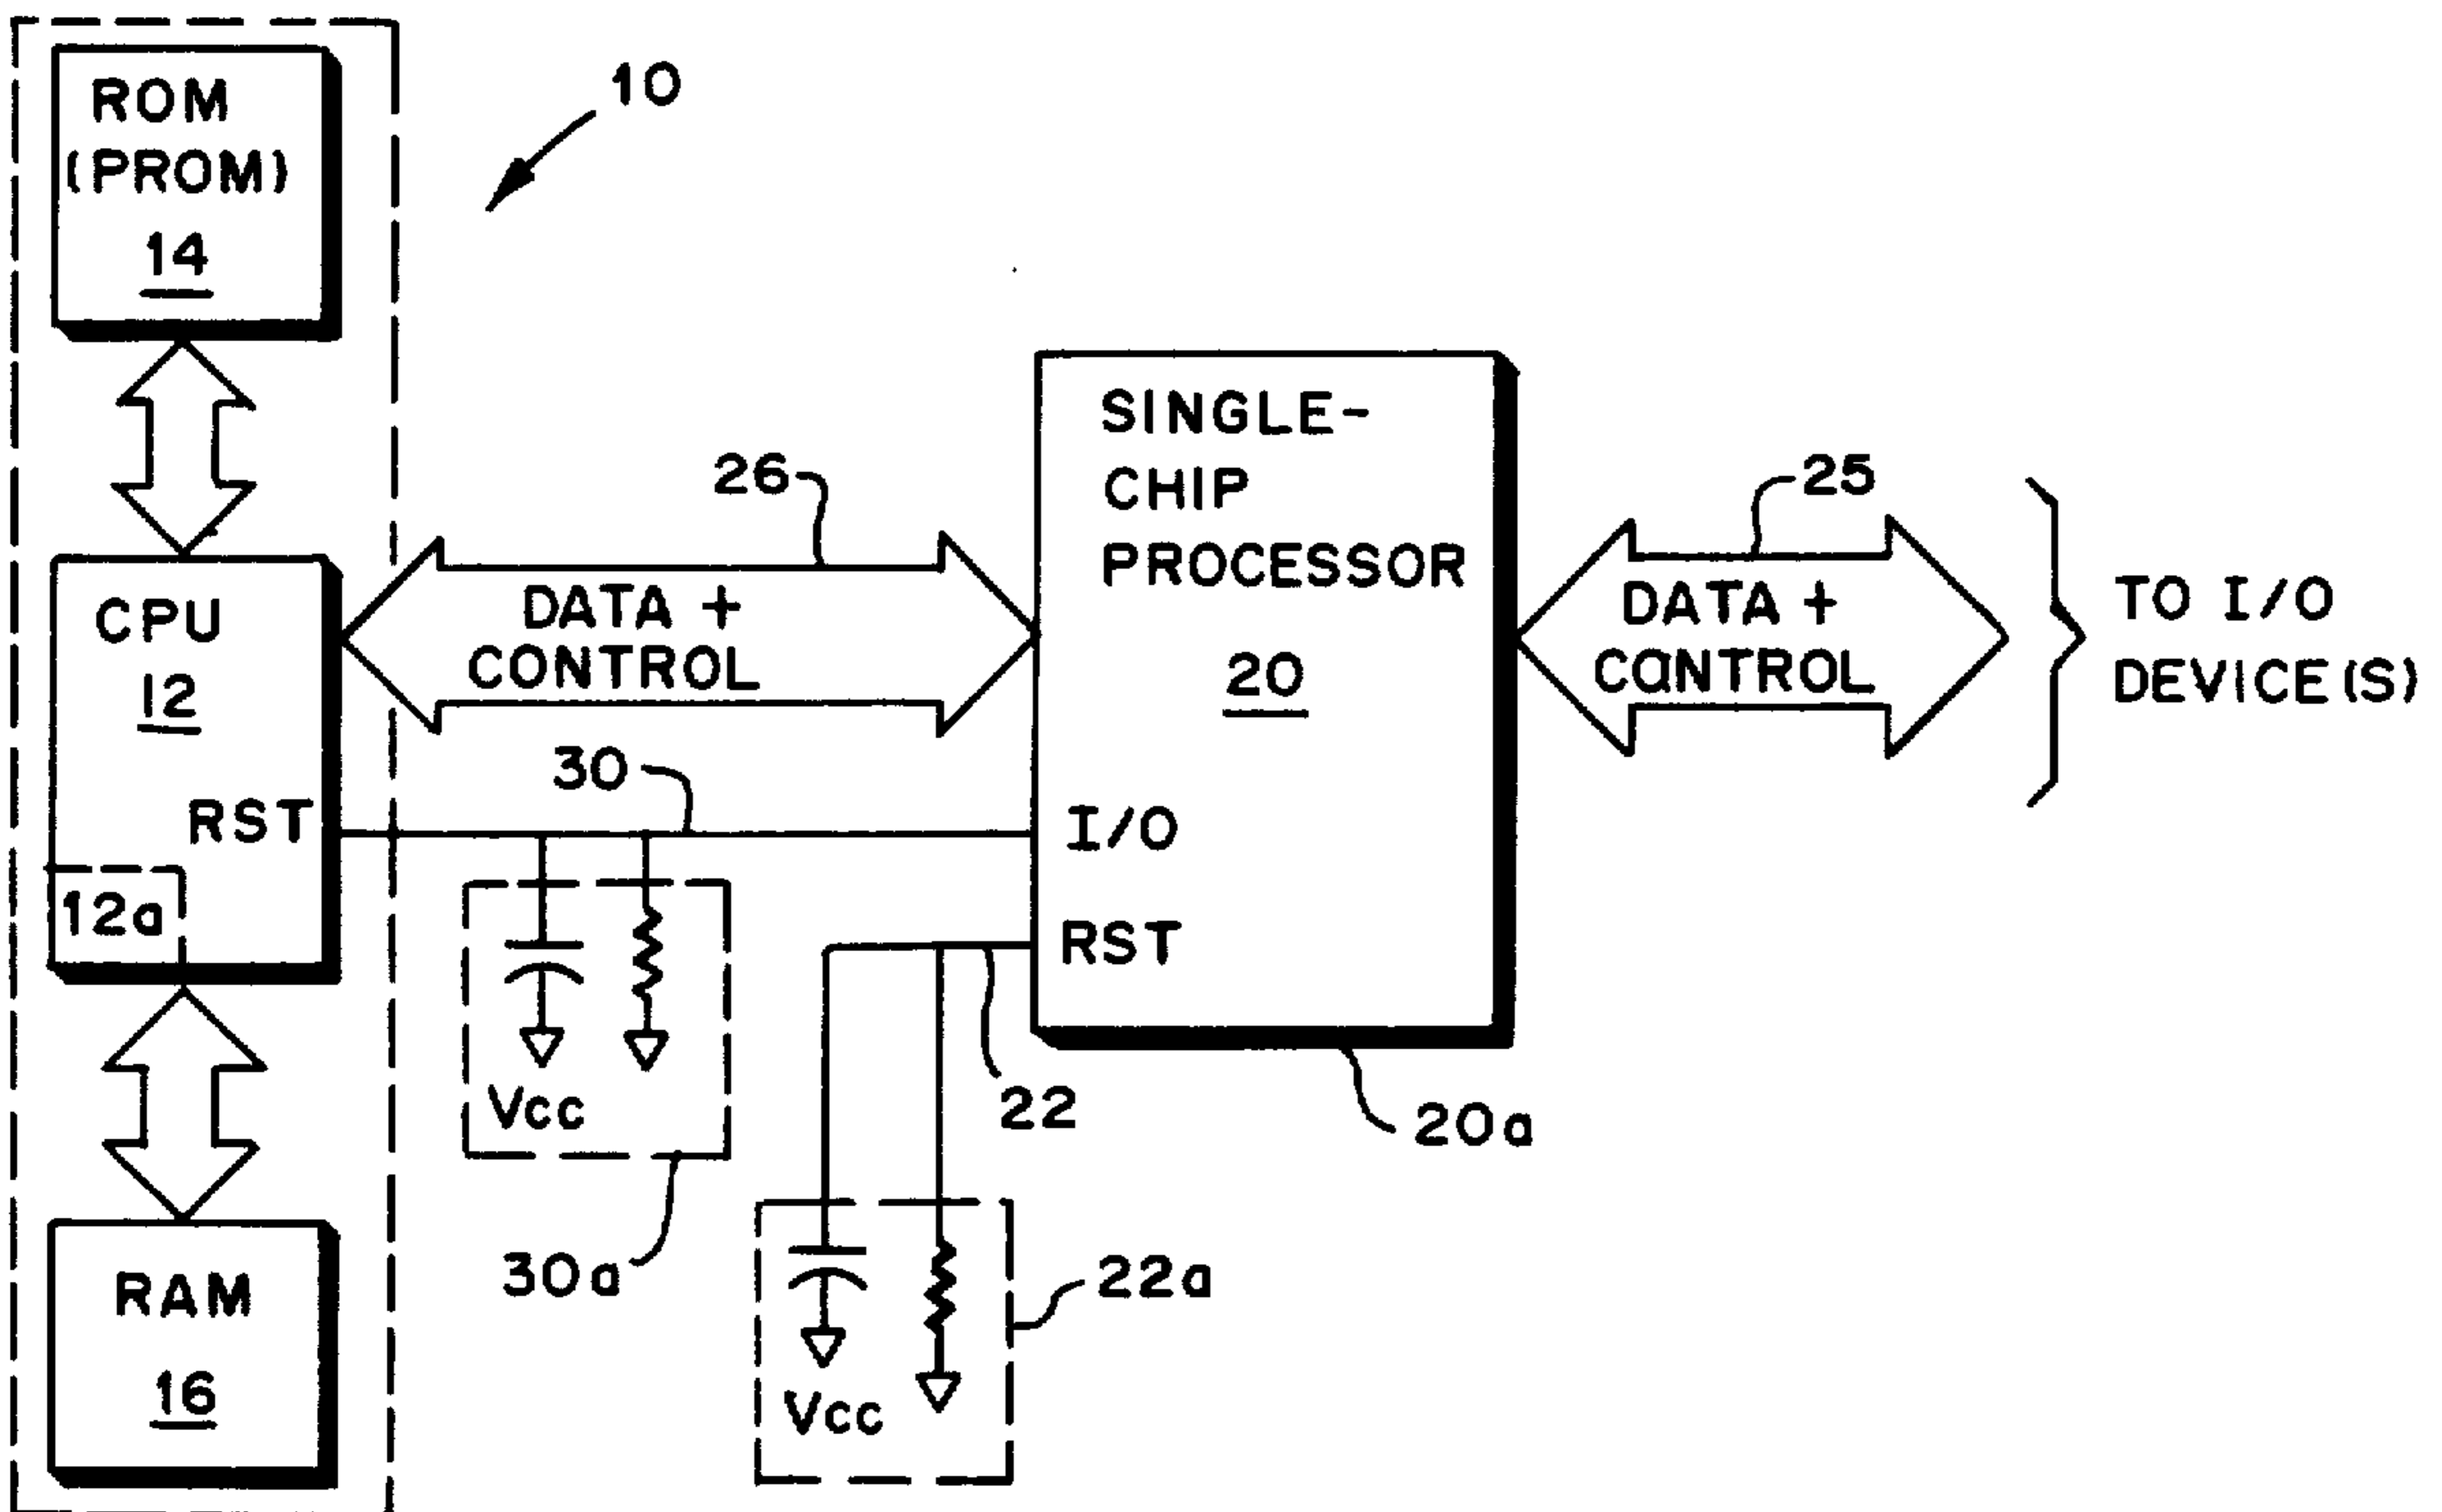 ROM
(PROM)
14
10
CPU
12
RST
12a
RAM
16
26
DATA +
CONTROL
30
Vcc
30a
SINGLE-
CHIP
PROCESSOR
20
I/O
RST
22
20a
Vcc
22a
25
DATA +
CONTROL
TO I/O
DEVICE(S)